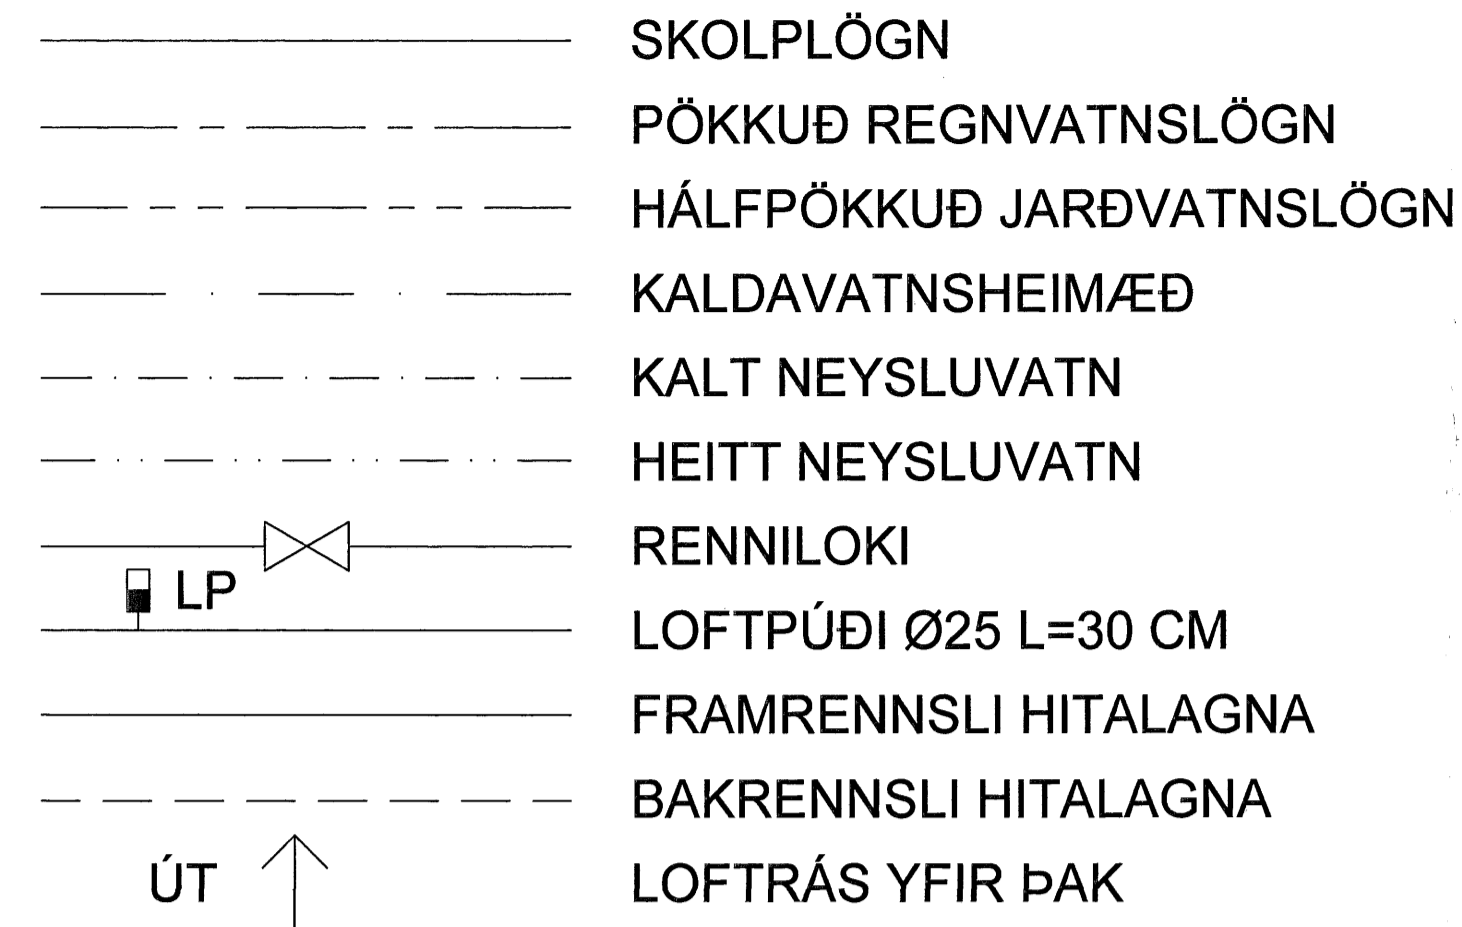 SKOLPLÖGN
PÖKKUÐ REGNVATNSLÖGN
HÁLFPÖKKUÐ JARÐVATNSLÖGN
KALDAVATNSHEIMÆÐ
KALT NEYSLUVATN
HEITT NEYSLUVATN
RENNILOKI
LP
LOFTPÚÐI Ø25 L=30 CM
FRAMRENNSLI HITALAGNA
BAKRENNSLI HITALAGNA
ÚT LOFTRÁS YFIR ÞAK